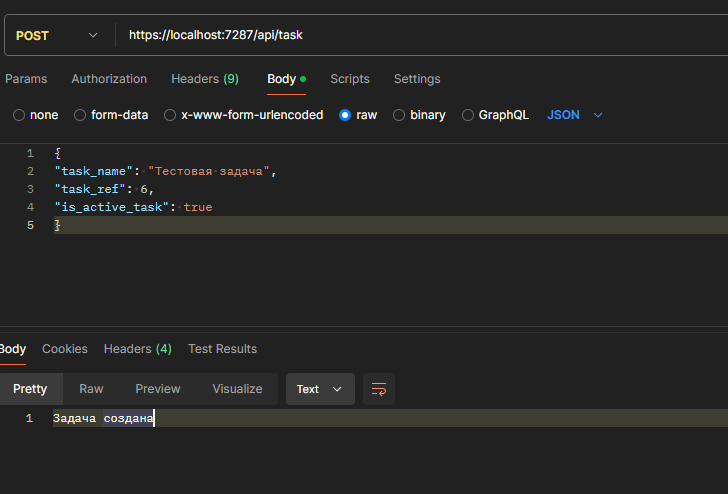 POST https://localhost:7287/api/task
Params Authorization Headers (9) Body Scripts Settings
none form-data x-www-form-urlencoded raw binary GraphQL JSON
1 {
2 "task_name": "Тестовая задача",
3 "task_ref": 6,
4 "is_active_task": true
5 }
Body Cookies Headers (4) Test Results
Pretty Raw Preview Visualize Text
1 Задача создана